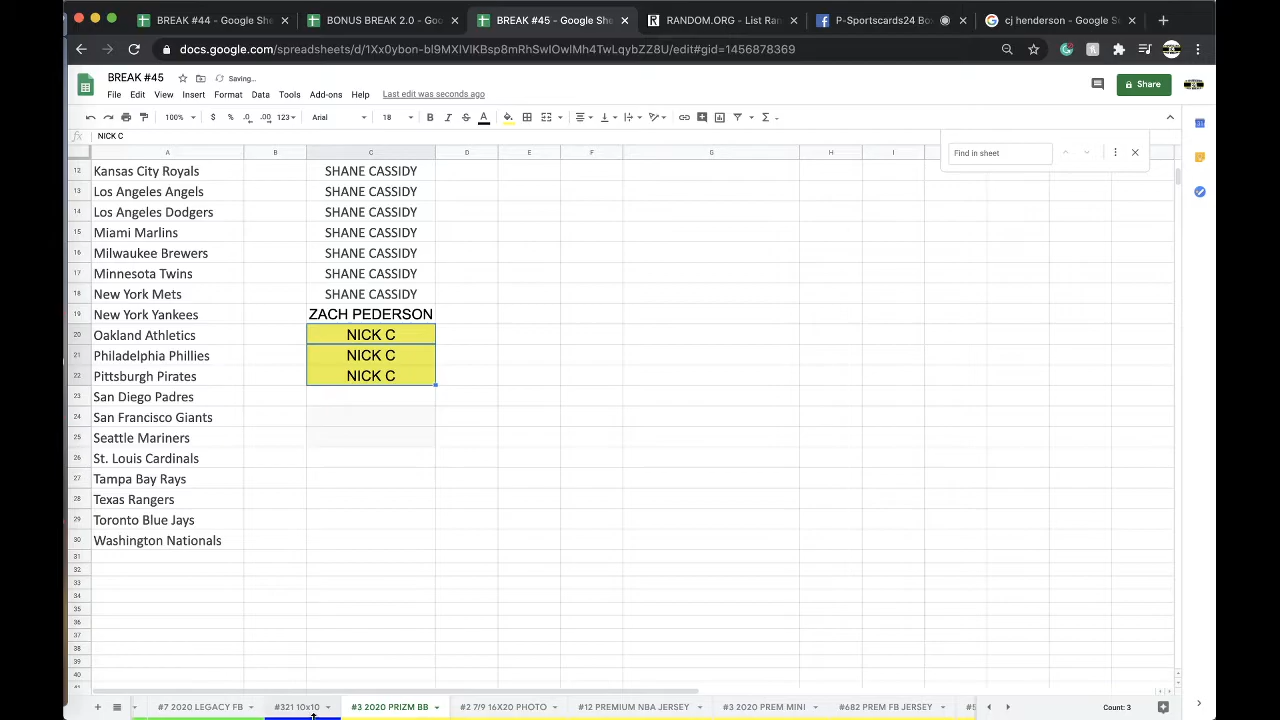 BREAK #44 - Google She
BONUS BREAK 2.0 - Goo
BREAK #45 - Google She
RANDOM.ORG - List Ran
P-Sportscards24 Bo
cj henderson - Google S
docs.google.com/spreadsheets/d/1Xx0ybon-bl9MXlVlKBsp8mRhSwIOwlMh4TwLqybZZ8U/edit#gid=1456878369
BREAK #45
Saving...
Share
File Edit View Insert Format Data Tools Add-ons Help Last edit was seconds ago
100% $ % .0 .00 123 Arial 18 B I S A
fx NICK C
Find in sheet
A B C D E F G H I
12 Kansas City Royals SHANE CASSIDY
13 Los Angeles Angels SHANE CASSIDY
14 Los Angeles Dodgers SHANE CASSIDY
15 Miami Marlins SHANE CASSIDY
16 Milwaukee Brewers SHANE CASSIDY
17 Minnesota Twins SHANE CASSIDY
18 New York Mets SHANE CASSIDY
19 New York Yankees ZACH PEDERSON
20 Oakland Athletics NICK C
21 Philadelphia Phillies NICK C
22 Pittsburgh Pirates NICK C
23 San Diego Padres
24 San Francisco Giants
25 Seattle Mariners
26 St. Louis Cardinals
27 Tampa Bay Rays
28 Texas Rangers
29 Toronto Blue Jays
30 Washington Nationals
31
32
33
34
35
36
37
38
39
40
#7 2020 LEGACY FB #321 10x10 #3 2020 PRIZM BB #2 7/9 16X20 PHOTO #12 PREMIUM NBA JERSEY #3 2020 PREM MINI #682 PREM FB JERSEY Count: 3